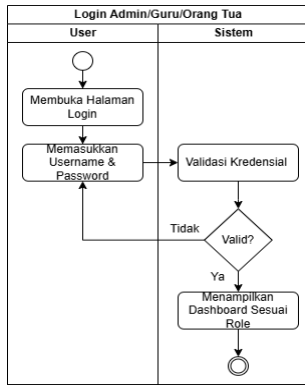 Login Admin/Guru/Orang Tua
User
Sistem
Membuka Halaman
Login
Memasukkan
Username &
Password
Validasi Kredensial
Tidak
Valid?
Ya
Menampilkan
Dashboard Sesuai
Role